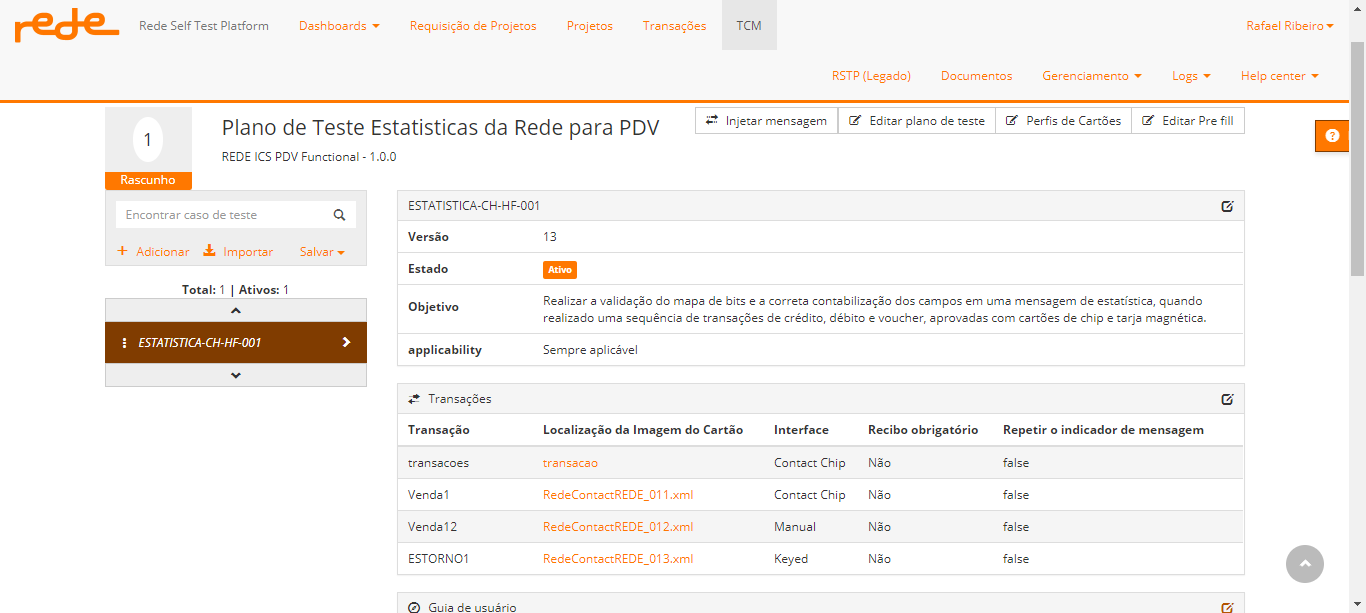 rede Rede Self Test Platform Dashboards Requisição de Projetos Projetos Transações TCM Rafael Ribeiro
RSTP (Legado) Documentos Gerenciamento Logs Help center
1
Rascunho
Plano de Teste Estatisticas da Rede para PDV
REDE ICS PDV Functional - 1.0.0
Injetar mensagem Editar plano de teste Perfis de Cartões Editar Pre fill
Encontrar caso de teste
Adicionar Importar Salvar
Total: 1 | Ativos: 1
ESTATISTICA-CH-HF-001
ESTATISTICA-CH-HF-001
Versão 13
Estado Ativo
Objetivo Realizar a validação do mapa de bits e a correta contabilização dos campos em uma mensagem de estatística, quando
realizado uma sequência de transações de crédito, débito e voucher, aprovadas com cartões de chip e tarja magnética.
applicability Sempre aplicável
Transações
Transação Localização da Imagem do Cartão Interface Recibo obrigatório Repetir o indicador de mensagem
transacoes transacao Contact Chip Não false
Venda1 RedeContactREDE_011.xml Contact Chip Não false
Venda12 RedeContactREDE_012.xml Manual Não false
ESTORNO1 RedeContactREDE_013.xml Keyed Não false
Guia de usuário